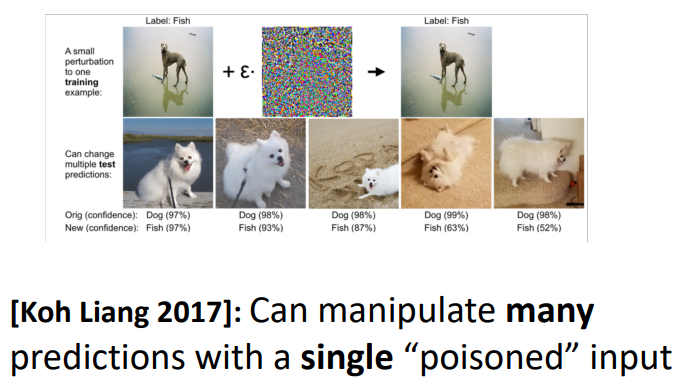 Label: Fish
Label: Fish
A small
perturbation
to one
training
example:
+ ε·
Can change
multiple test
predictions:
Orig (confidence): Dog (97%) Dog (98%) Dog (98%) Dog (99%) Dog (98%)
New (confidence): Fish (97%) Fish (93%) Fish (87%) Fish (63%) Fish (52%)
[Koh Liang 2017]: Can manipulate many
predictions with a single “poisoned” input